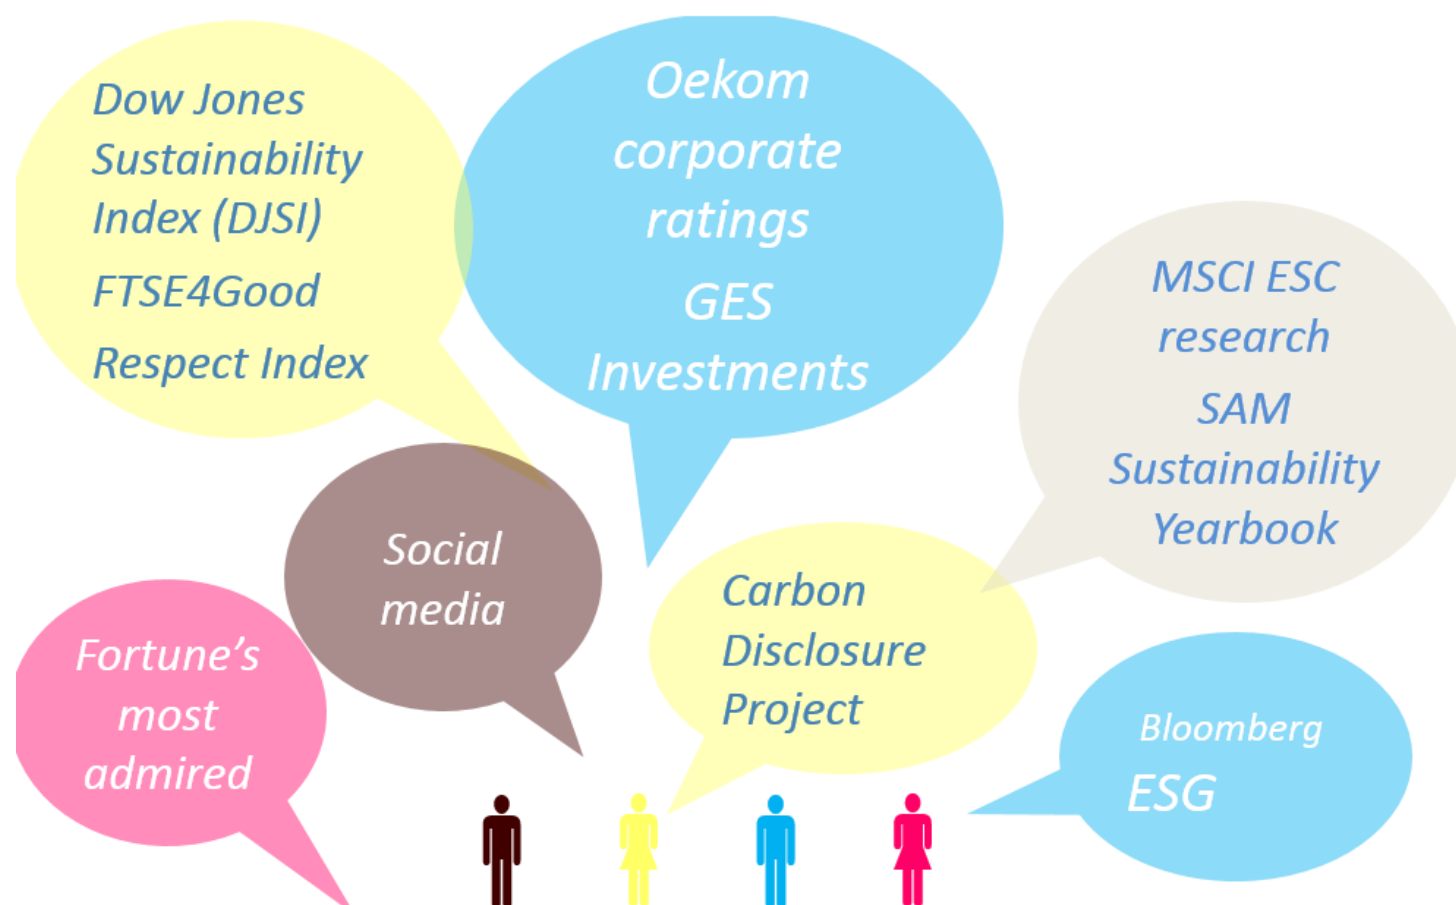 Dow Jones
Sustainability
Index (DJSI)
FTSE4Good
Respect Index
Oekom
corporate
ratings
GES
Investments
MSCI ESC
research
SAM
Sustainability
Yearbook
Social
media
Carbon
Disclosure
Project
Fortune’s
most
admired
Bloomberg
ESG